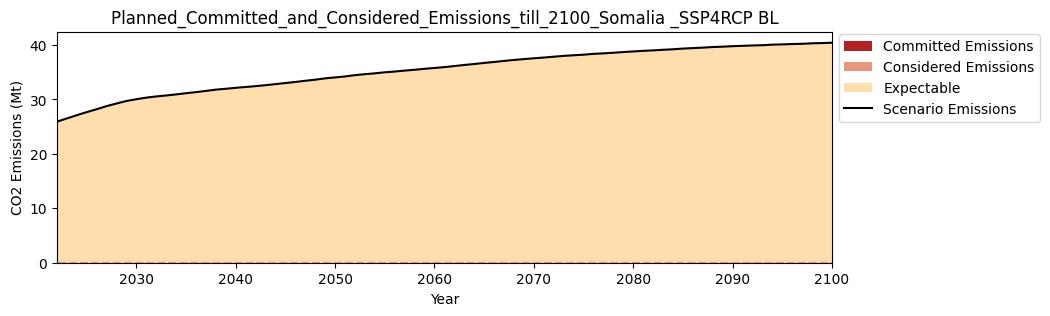 Planned_Committed_and_Considered_Emissions_till_2100_Somalia _SSP4RCP BL
CO2 Emissions (Mt)
40
30
20
10
0
2030 2040 2050 2060 2070 2080 2090 2100
Year
Committed Emissions
Considered Emissions
Expectable
Scenario Emissions